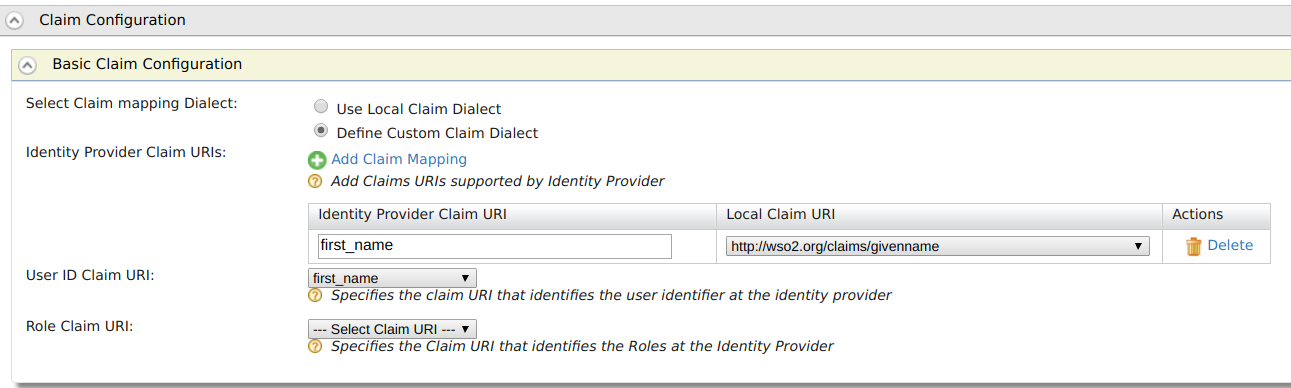 Claim Configuration
Basic Claim Configuration
Select Claim mapping Dialect:
Use Local Claim Dialect
Define Custom Claim Dialect
Identity Provider Claim URIs:
Add Claim Mapping
Add Claims URIs supported by Identity Provider
Identity Provider Claim URI Local Claim URI Actions
first_name http://wso2.org/claims/givenname Delete
User ID Claim URI: first_name
Specifies the claim URI that identifies the user identifier at the identity provider
Role Claim URI: --- Select Claim URI ---
Specifies the Claim URI that identifies the Roles at the Identity Provider